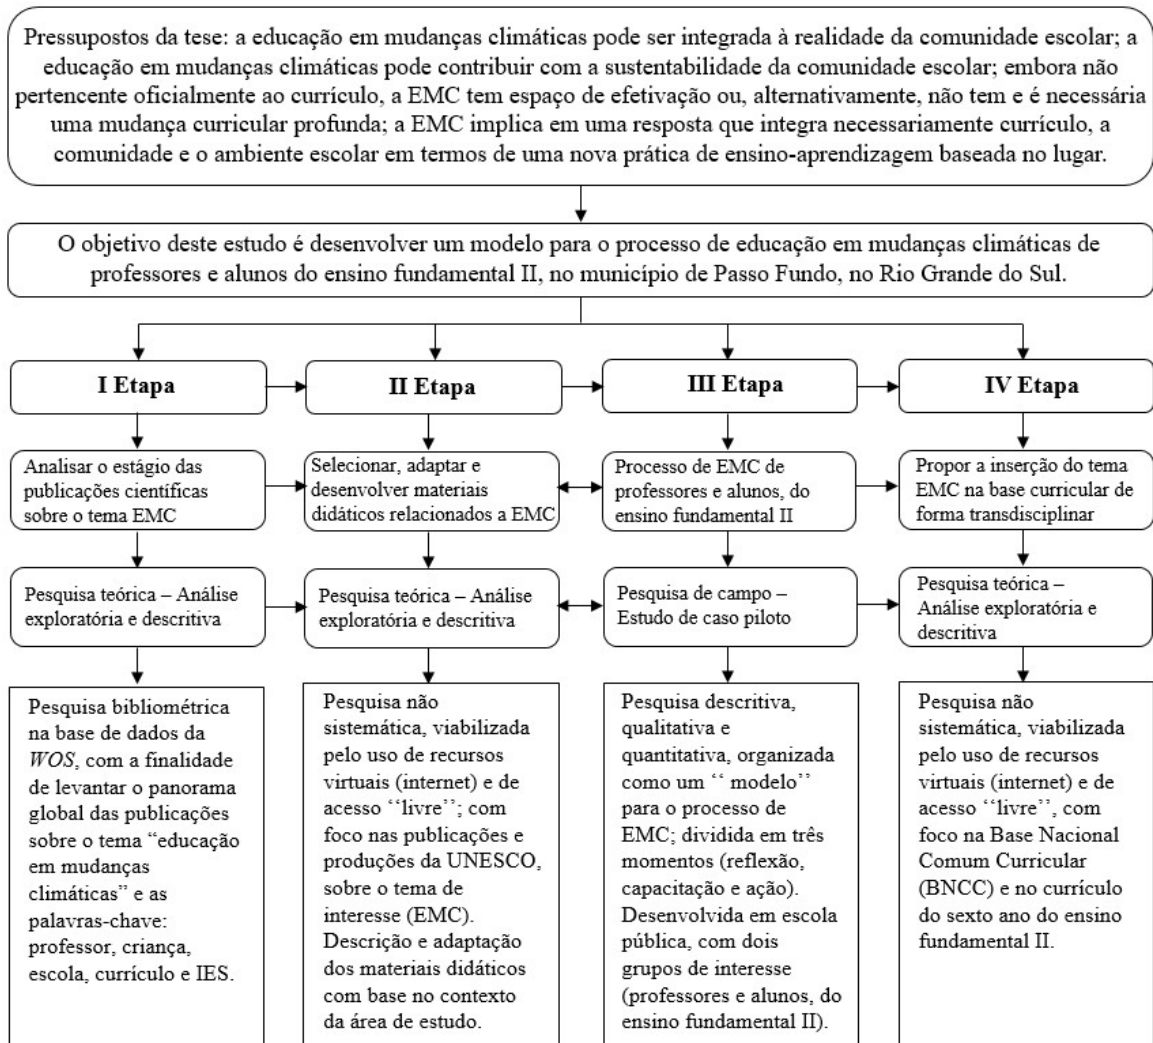 Pressupostos da tese: a educação em mudanças climáticas pode ser integrada à realidade da comunidade escolar; a
educação em mudanças climáticas pode contribuir com a sustentabilidade da comunidade escolar; embora não
pertencente oficialmente ao currículo, a EMC tem espaço de efetivação ou, alternativamente, não tem e é necessária
uma mudança curricular profunda; a EMC implica em uma resposta que integra necessariamente currículo, a
comunidade e o ambiente escolar em termos de uma nova prática de ensino-aprendizagem baseada no lugar.
O objetivo deste estudo é desenvolver um modelo para o processo de educação em mudanças climáticas de
professores e alunos do ensino fundamental II, no município de Passo Fundo, no Rio Grande do Sul.
I Etapa
II Etapa
III Etapa
IV Etapa
Analisar o estágio das
publicações científicas
sobre o tema EMC
Selecionar, adaptar e
desenvolver materiais
didáticos relacionados a EMC
Processo de EMC de
professores e alunos, do
ensino fundamental II
Propor a inserção do tema
EMC na base curricular de
forma transdisciplinar
Pesquisa teórica – Análise
exploratória e descritiva
Pesquisa teórica – Análise
exploratória e descritiva
Pesquisa de campo –
Estudo de caso piloto
Pesquisa teórica –
Análise exploratória e
descritiva
Pesquisa bibliométrica
na base de dados da
WOS, com a finalidade
de levantar o panorama
global das publicações
sobre o tema “educação
em mudanças
climáticas” e as
palavras-chave:
professor, criança,
escola, currículo e IES.
Pesquisa não
sistemática, viabilizada
pelo uso de recursos
virtuais (internet) e de
acesso ‘‘livre’’; com
foco nas publicações e
produções da UNESCO,
sobre o tema de
interesse (EMC).
Descrição e adaptação
dos materiais didáticos
com base no contexto
da área de estudo.
Pesquisa descritiva,
qualitativa e
quantitativa, organizada
como um ‘‘ modelo’’
para o processo de
EMC; dividida em três
momentos (reflexão,
capacitação e ação).
Desenvolvida em escola
pública, com dois
grupos de interesse
(professores e alunos, do
ensino fundamental II).
Pesquisa não
sistemática, viabilizada
pelo uso de recursos
virtuais (internet) e de
acesso ‘‘livre’’, com
foco na Base Nacional
Comum Curricular
(BNCC) e no currículo
do sexto ano do ensino
fundamental II.